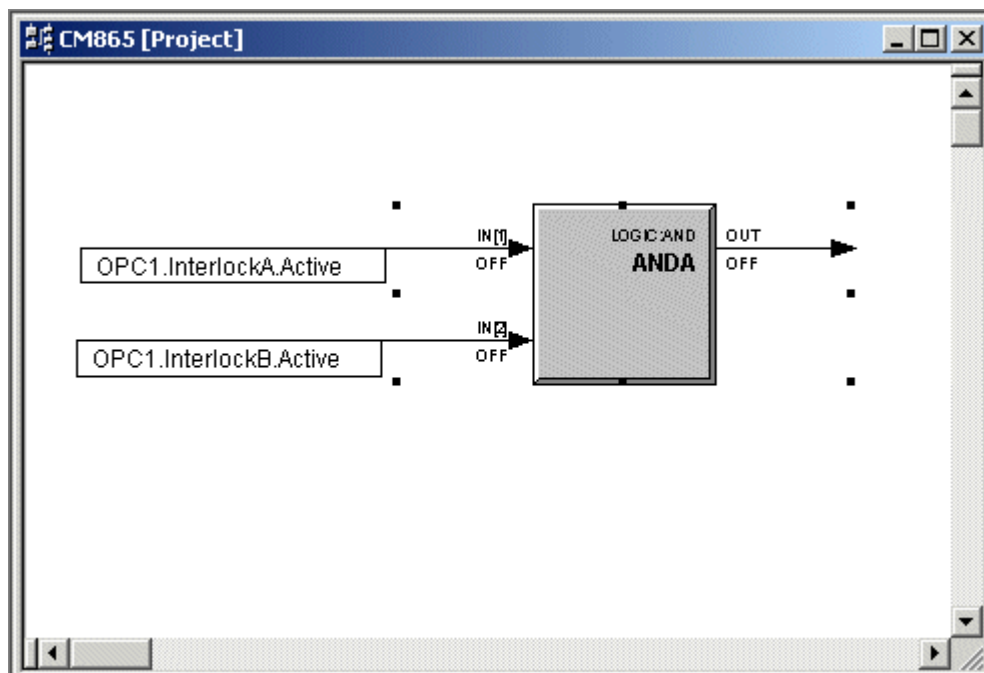 CM865 [Project]
IN[1]
LOGIC:AND
OUT
OFF
ANDA
OFF
OPC1.InterlockA.Active
IN[2]
OFF
OPC1.InterlockB.Active